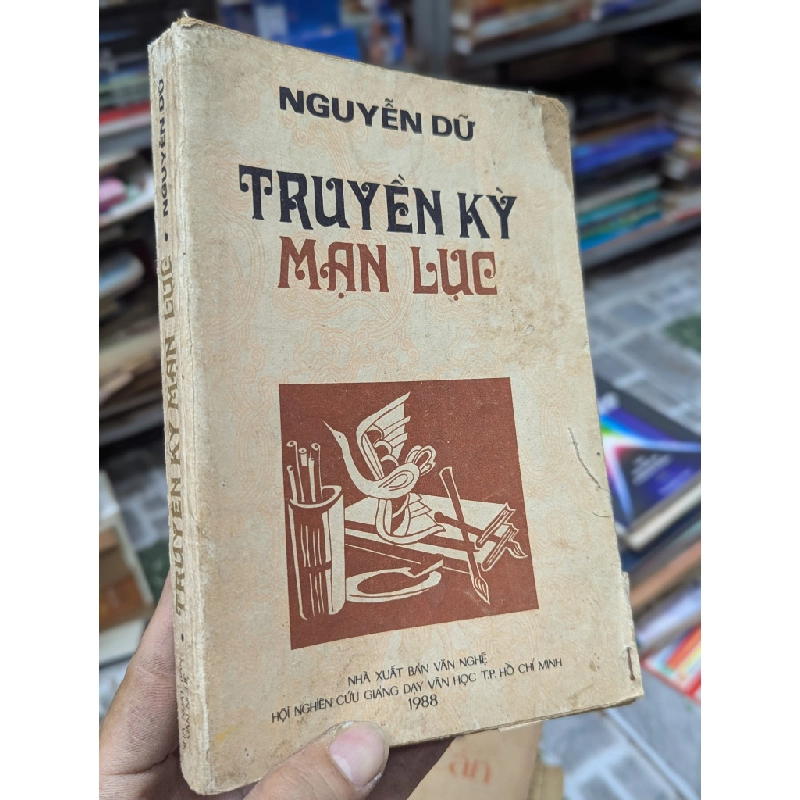 NGUYỄN DỮ
TRUYỀN KỲ
MẠN LỤC
NHÀ XUẤT BẢN VĂN NGHỆ
HỘI NGHIÊN CỨU GIẢNG DẠY VĂN HỌC T.P. HỒ CHÍ MINH
1988
• TRUYỀN KỲ MẠN LỤC • NGUYỄN DỮ